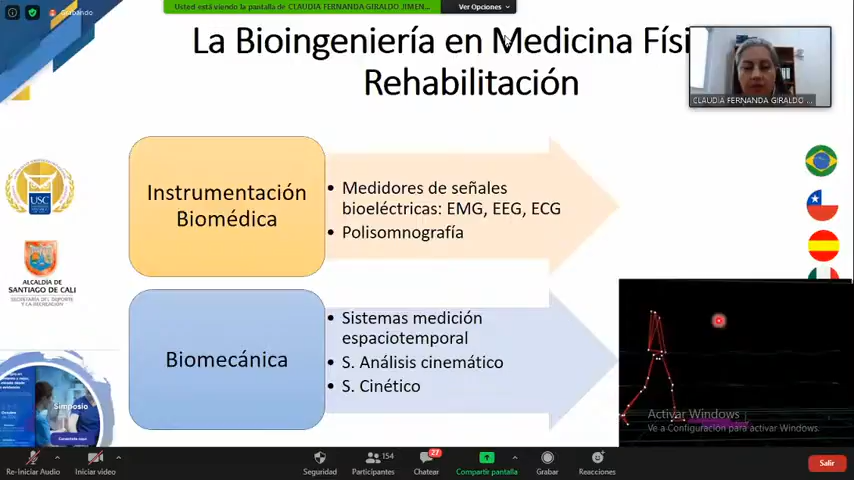 Grabando
Usted está viendo la pantalla de CLAUDIA FERNANDA GIRALDO JIMEN...
Ver Opciones
La Bioingeniería en Medicina Físi
Rehabilitación
CLAUDIA FERNANDA GIRALDO ...
Instrumentación
Biomédica
• Medidores de señales
bioeléctricas: EMG, EEG, ECG
• Polisomnografía
USC
ALCALDÍA DE
SANTIAGO DE CALI
SECRETARÍA DEL DEPORTE
Y LA RECREACIÓN
Biomecánica
• Sistemas medición
espaciotemporal
• S. Análisis cinemático
• S. Cinético
Simposio
Activar Windows
Ve a Configuración para activar Windows.
Re-Iniciar Audio
Iniciar video
Seguridad
154
Participantes
27
Chatear
Compartir pantalla
Grabar
Reacciones
Salir